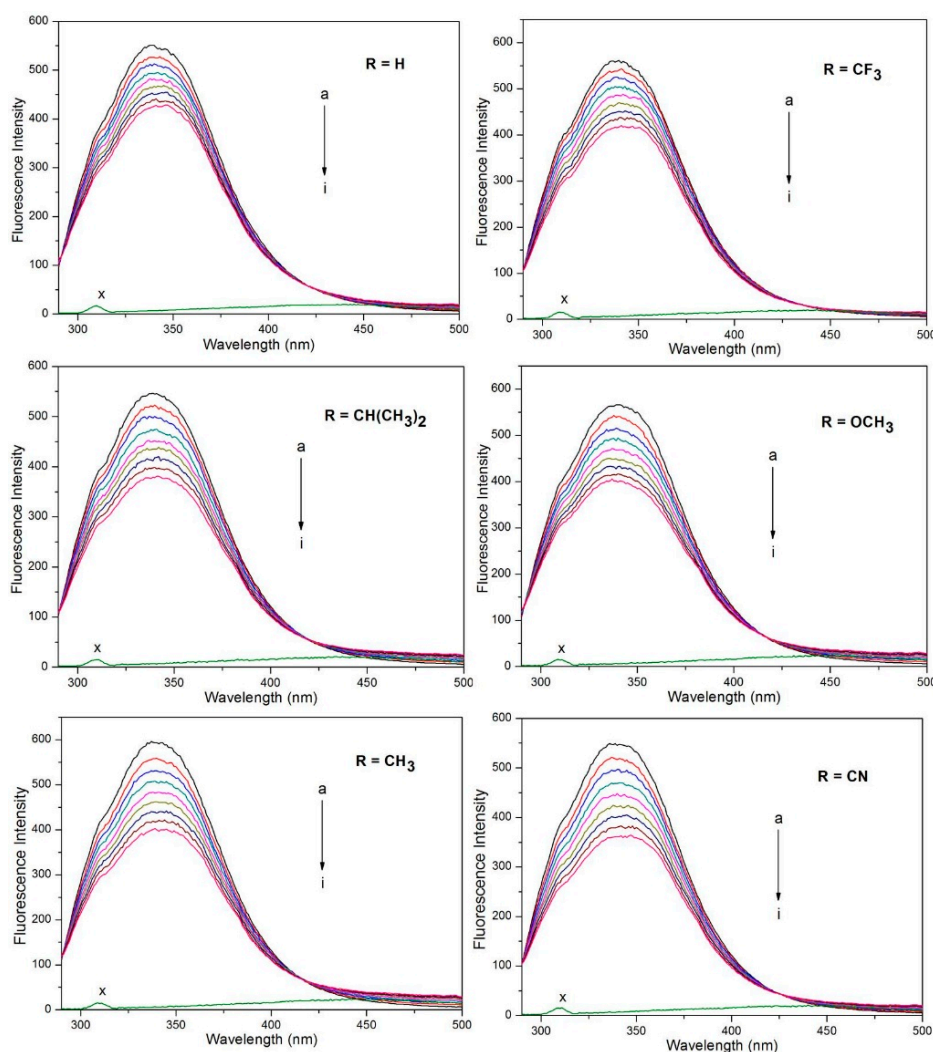 600
500
400
300
200
100
0
Fluorescence Intensity
R = H
a
i
x
300
350
400
450
500
Wavelength (nm)
600
500
400
300
200
100
0
Fluorescence Intensity
R = CF3
a
i
x
300
350
400
450
500
Wavelength (nm)
600
500
400
300
200
100
0
Fluorescence Intensity
R = CH(CH3)2
a
i
x
300
350
400
450
500
Wavelength (nm)
600
500
400
300
200
100
0
Fluorescence Intensity
R = OCH3
a
i
x
300
350
400
450
500
Wavelength (nm)
600
500
400
300
200
100
0
Fluorescence Intensity
R = CH3
a
i
x
300
350
400
450
500
Wavelength (nm)
600
500
400
300
200
100
0
Fluorescence Intensity
R = CN
a
i
x
300
350
400
450
500
Wavelength (nm)